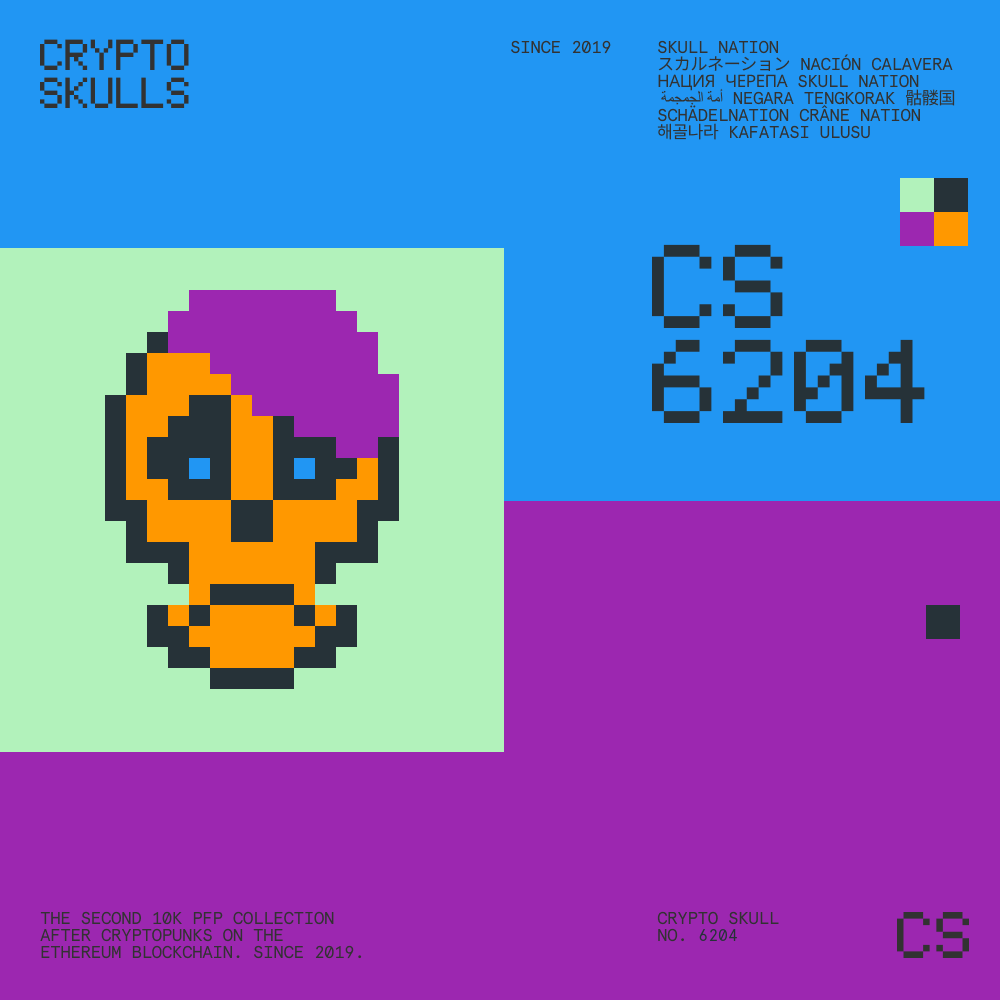 CRYPTO
SKULLS
SINCE 2019
SKULL NATION
スカルネーション NACIÓN CALAVERA
НАЦИЯ ЧЕРЕПА SKULL NATION
أمة الجمجمة NEGARA TENGKORAK 骷髅国
SCHÄDELNATION CRÂNE NATION
해골나라 KAFATASI ULUSU
CS
6204
THE SECOND 10K PFP COLLECTION
AFTER CRYPTOPUNKS ON THE
ETHEREUM BLOCKCHAIN. SINCE 2019.
CRYPTO SKULL
NO. 6204
CS